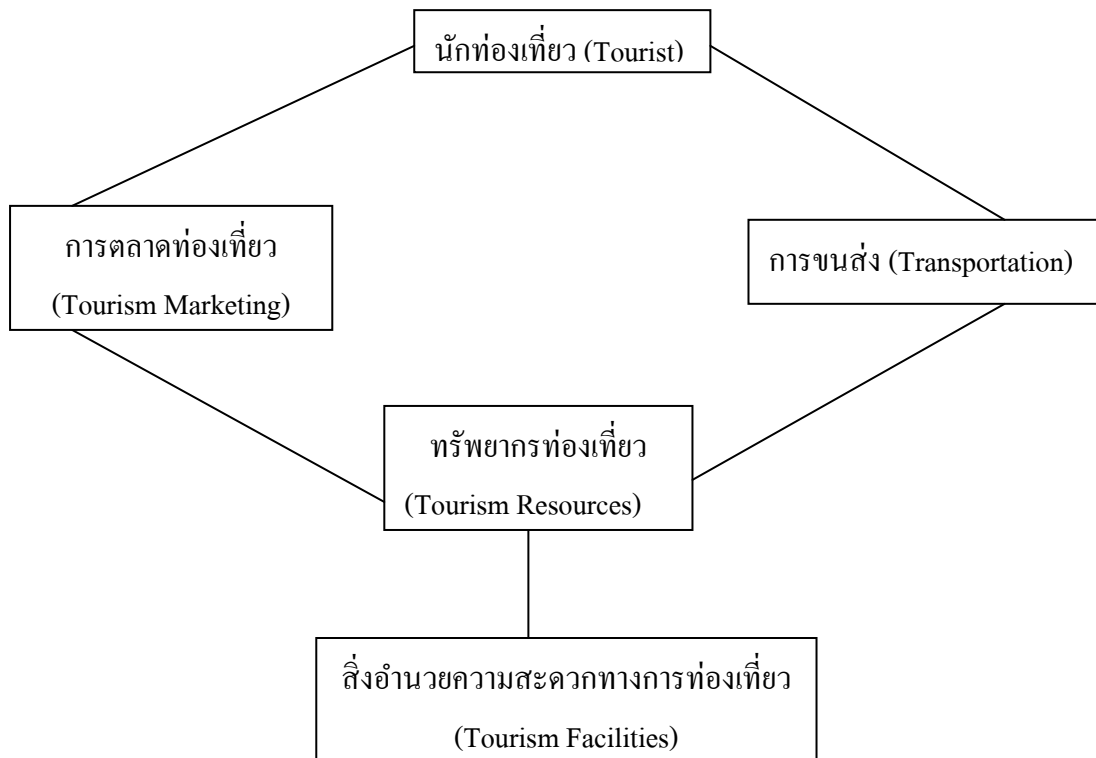 นักท่องเที่ยว (Tourist)
การตลาดท่องเที่ยว
(Tourism Marketing)
การขนส่ง (Transportation)
ทรัพยากรท่องเที่ยว
(Tourism Resources)
สิ่งอำนวยความสะดวกทางการท่องเที่ยว
(Tourism Facilities)